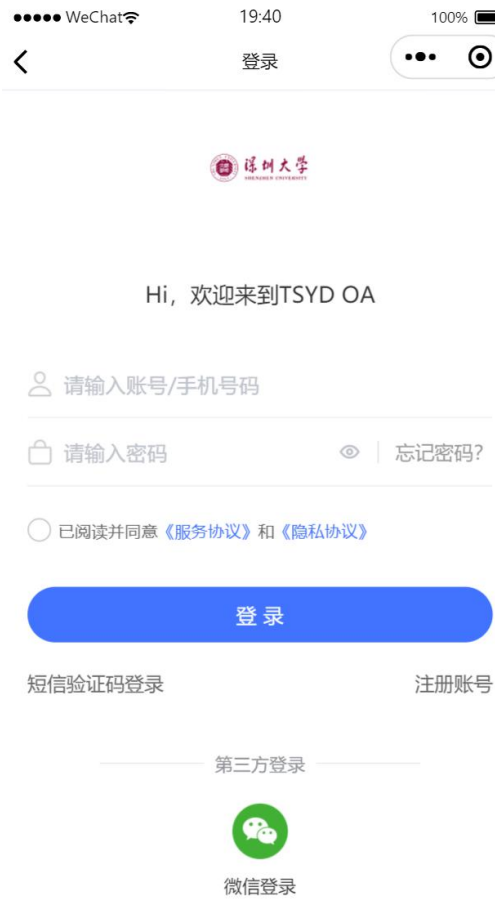 WeChat 19:40 100%
登录
深圳大学
SHENZHEN UNIVERSITY
Hi，欢迎来到TSYD OA
请输入账号/手机号码
请输入密码 忘记密码?
已阅读并同意《服务协议》和《隐私协议》
登 录
短信验证码登录 注册账号
第三方登录
微信登录